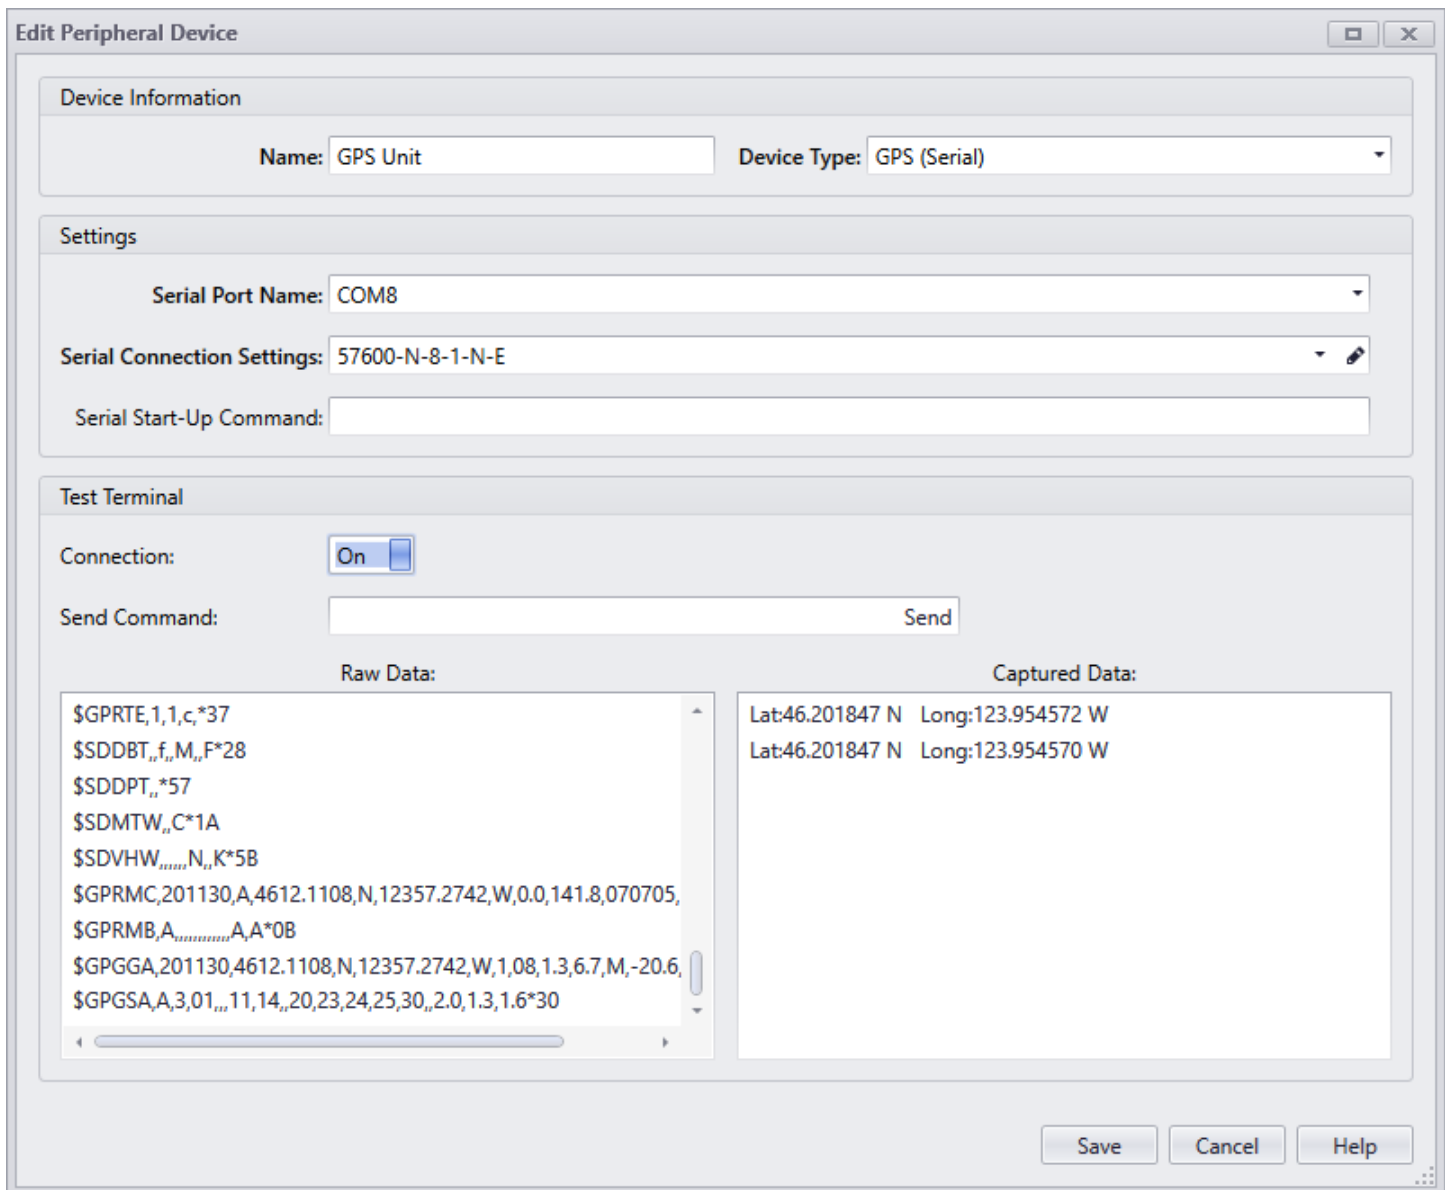 Edit Peripheral Device
Device Information
Name: GPS Unit Device Type: GPS (Serial)
Settings
Serial Port Name: COM8
Serial Connection Settings: 57600-N-8-1-N-E
Serial Start-Up Command:
Test Terminal
Connection: On
Send Command: Send
Raw Data: Captured Data:
$GPRTE,1,1,c,*37
$SDDBT,,f,,M,,F*28
$SDDPT,,*57
$SDMTW,,C*1A
$SDVHW,,,,,,N,,K*5B
$GPRMC,201130,A,4612.1108,N,12357.2742,W,0.0,141.8,070705,
$GPRMB,A,,,,,,,,,,,,A,A*0B
$GPGGA,201130,4612.1108,N,12357.2742,W,1,08,1.3,6.7,M,-20.6,
$GPGSA,A,3,01,,,11,14,,20,23,24,25,30,,2.0,1.3,1.6*30
Lat:46.201847 N Long:123.954572 W
Lat:46.201847 N Long:123.954570 W
Save Cancel Help